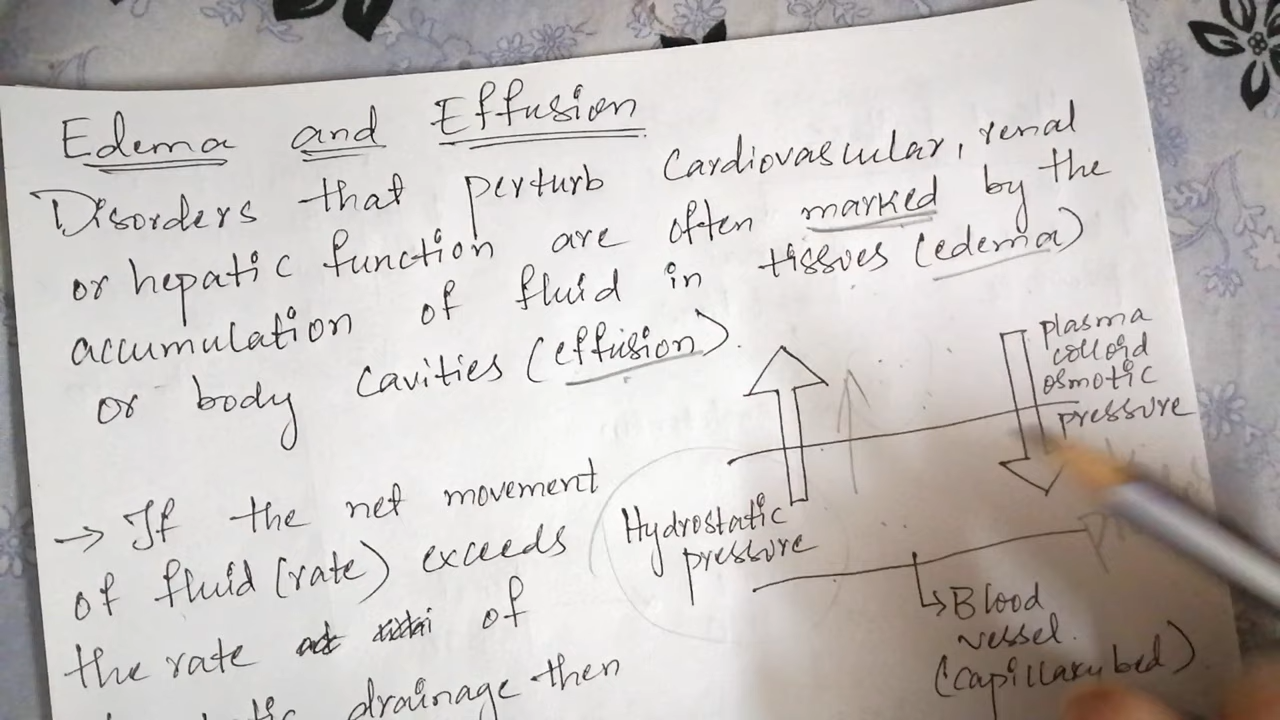 Edema and Effusion
Disorders that perturb cardiovascular, renal
or hepatic function are often marked by the
accumulation of fluid in tissues (edema)
or body cavities (effusion).
→ If the net movement
of fluid (rate) exceeds
the rate of
drainage then
Hydrostatic
pressure
plasma
colloid
osmotic
pressure
Blood
vessel.
(capillary bed)